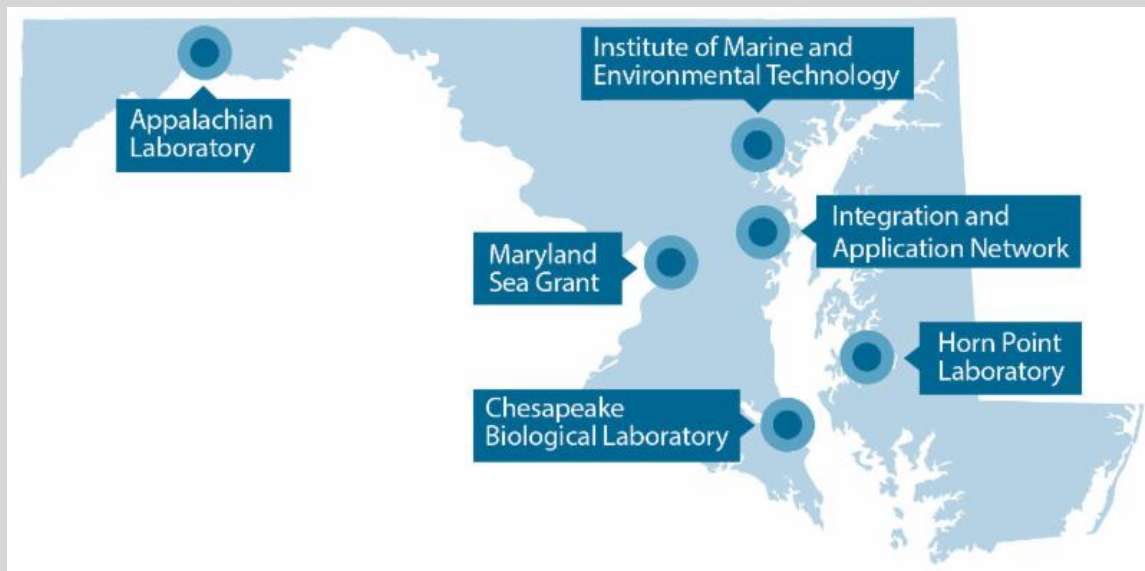 Institute of Marine and
Environmental Technology
Appalachian
Laboratory
Integration and
Application Network
Maryland
Sea Grant
Horn Point
Laboratory
Chesapeake
Biological Laboratory